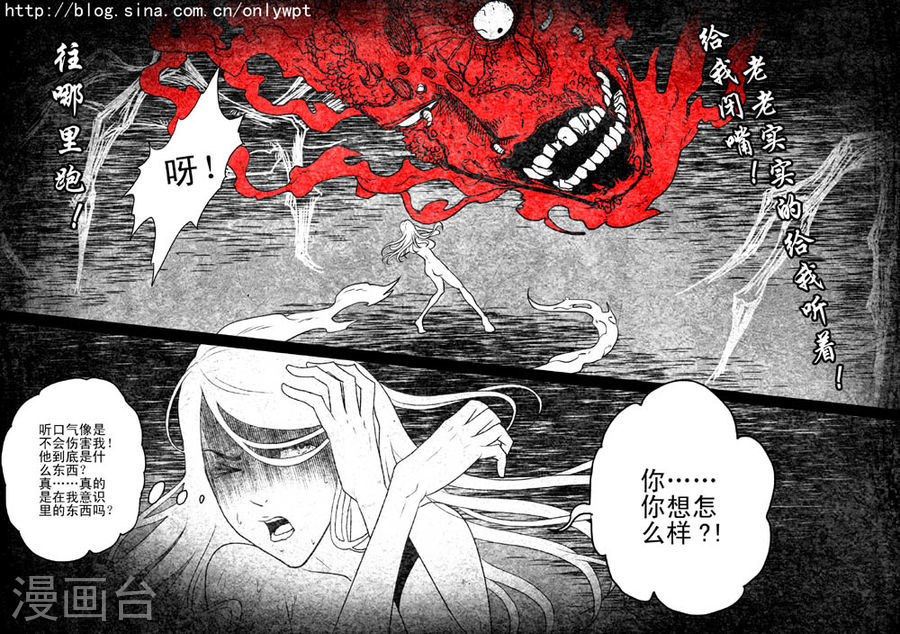 http://blog.sina.com.cn/onlywpt
老老实实的给我听着！
给我闭嘴！
呀！
往哪里跑！
你……
你想怎
么样？！
听口气像是
不会伤害我！
他到底是什
么东西？
真……真的
是在我意识
里的东西吗？
漫画台